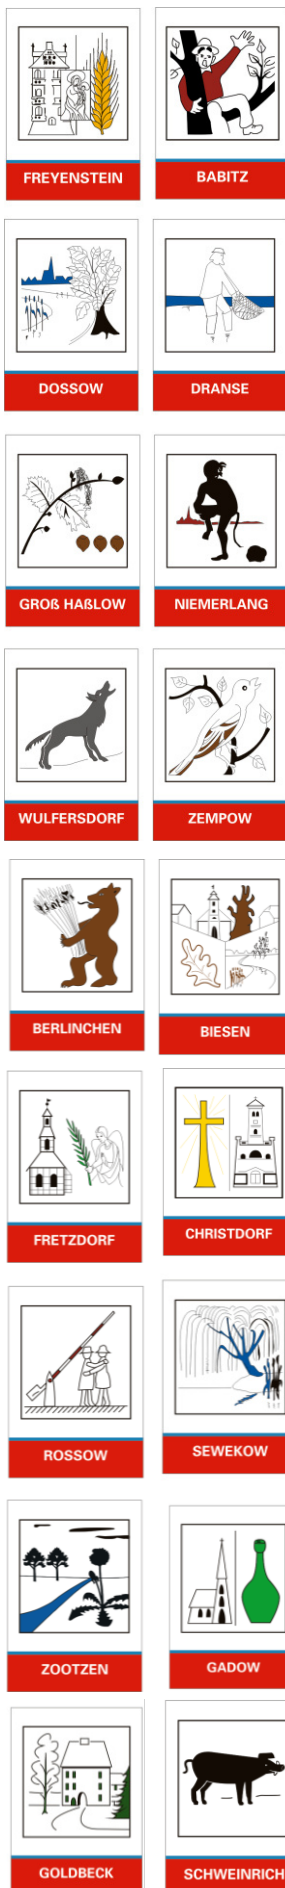 FREYENSTEIN
BABITZ
DOSSOW
DRANSE
GROß HAßLOW
NIEMERLANG
WULFERSDORF
ZEMPOW
BERLINCHEN
BIESEN
FRETZDORF
CHRISTDORF
ROSSOW
SEWEKOW
ZOOTZEN
GADOW
GOLDBECK
SCHWEINRICH